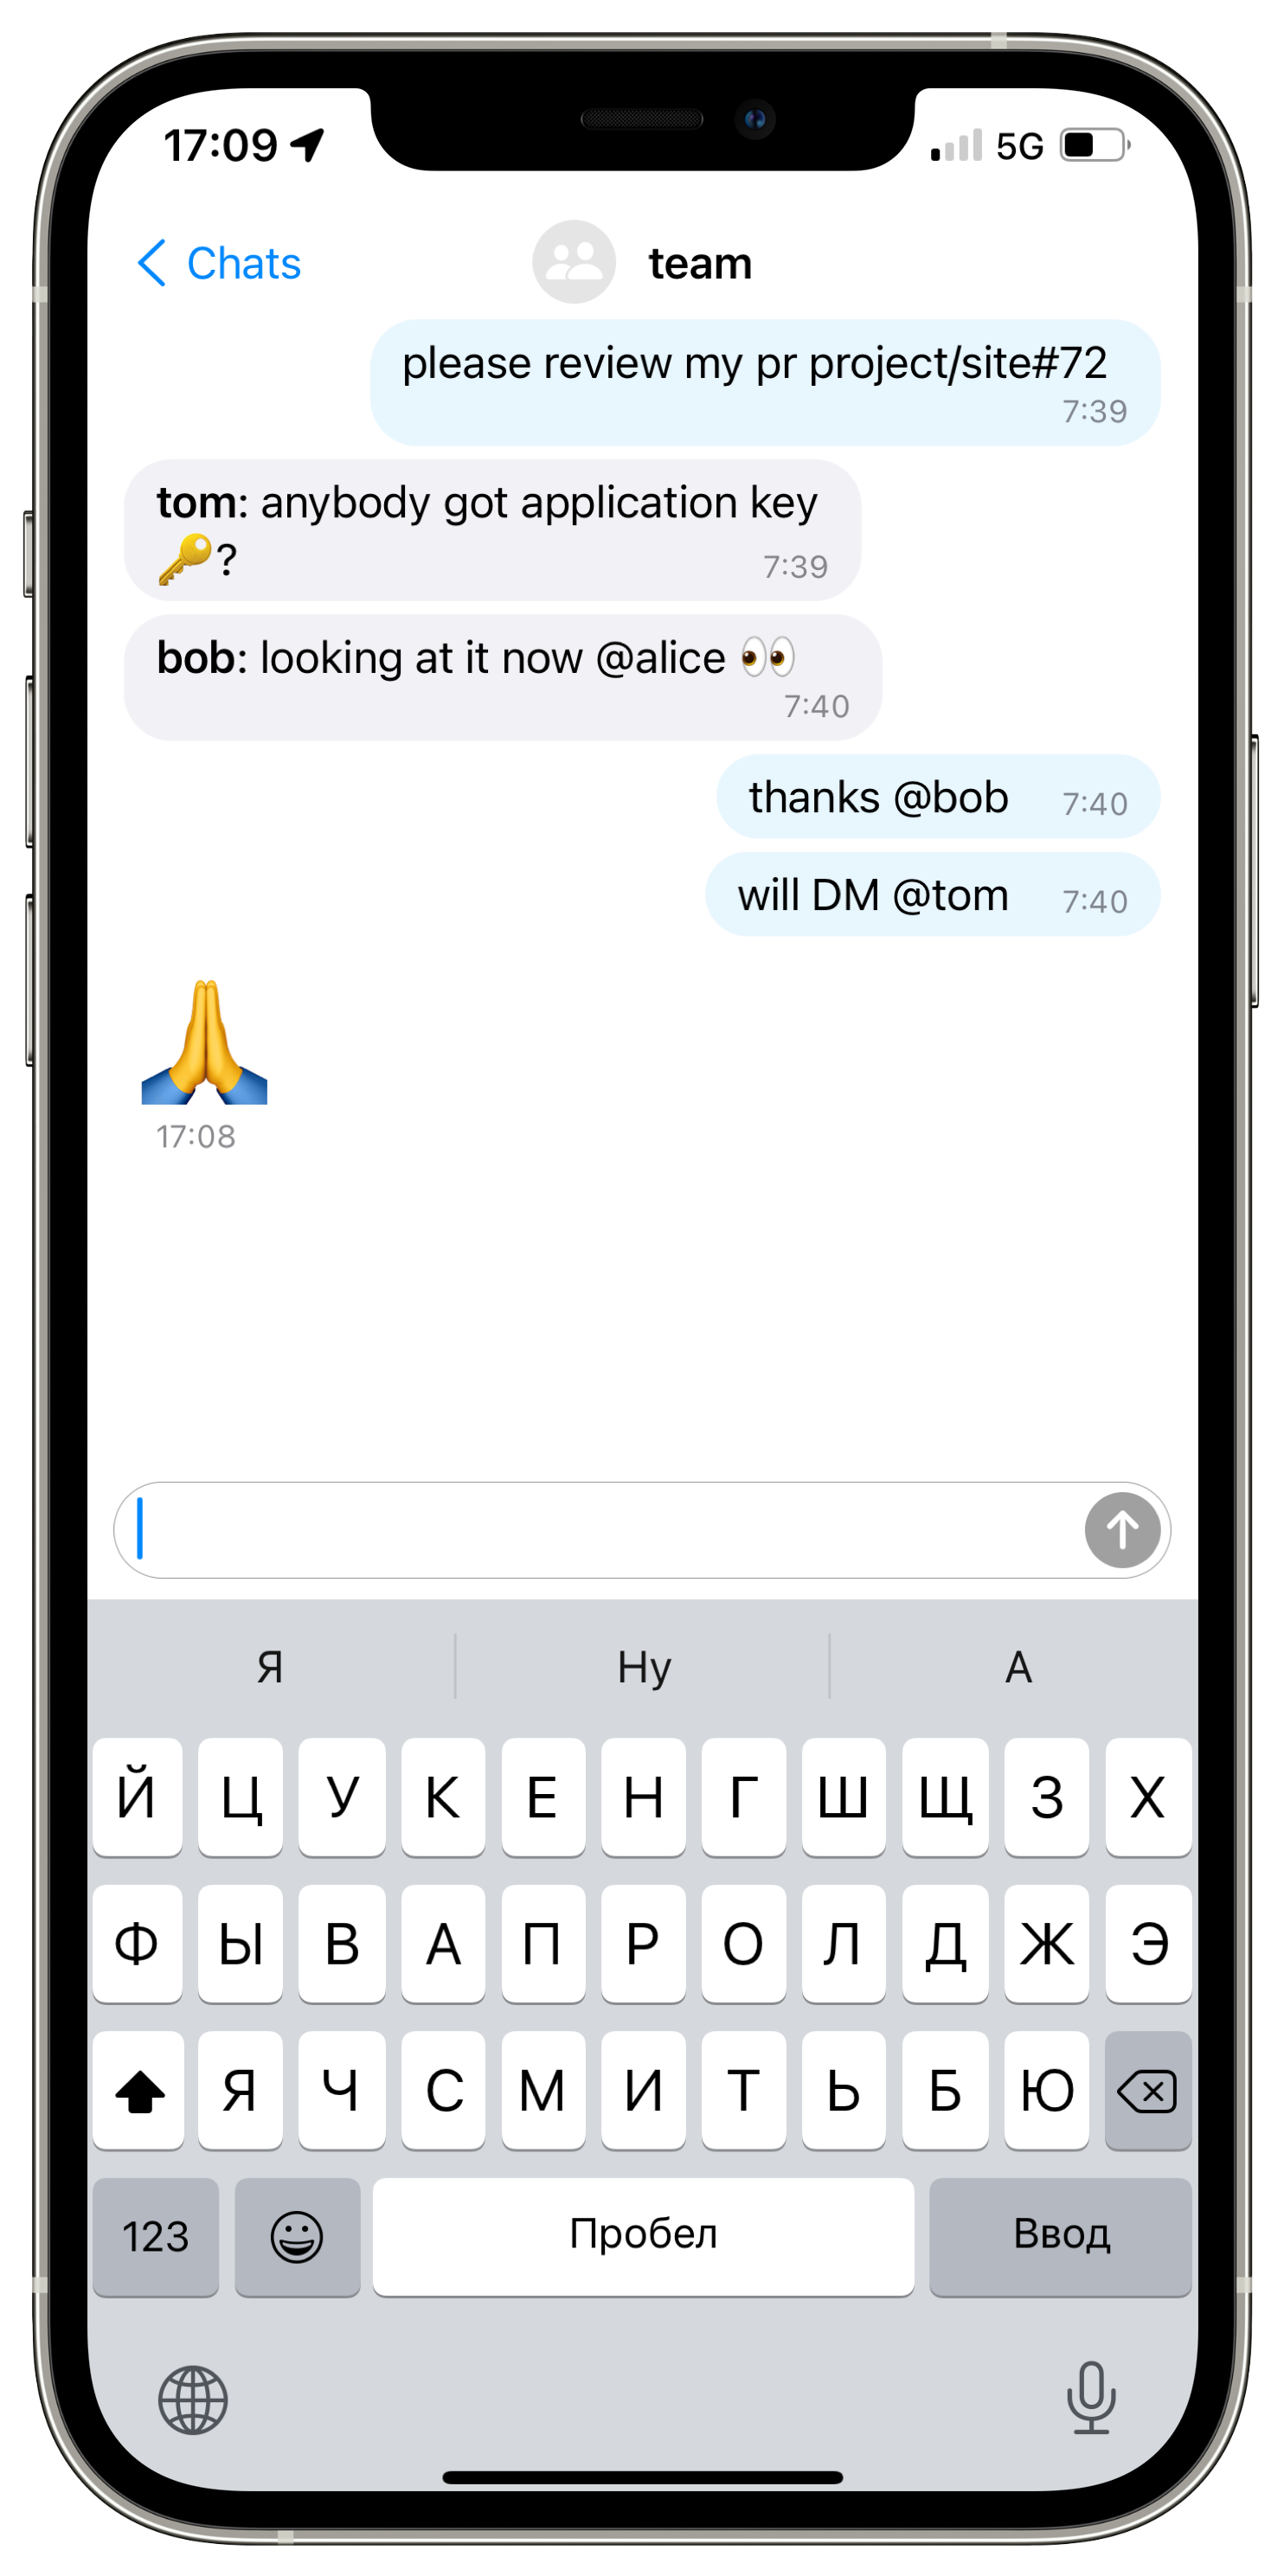 17:09 5G
Chats team
please review my pr project/site#72
7:39
tom: anybody got application key
🔑? 7:39
bob: looking at it now @alice 👀
7:40
thanks @bob 7:40
will DM @tom 7:40
🙏
17:08
Я Ну А
Й Ц У К Е Н Г Ш Щ З Х
Ф Ы В А П Р О Л Д Ж Э
Я Ч С М И Т Ь Б Ю
123 Пробел Ввод